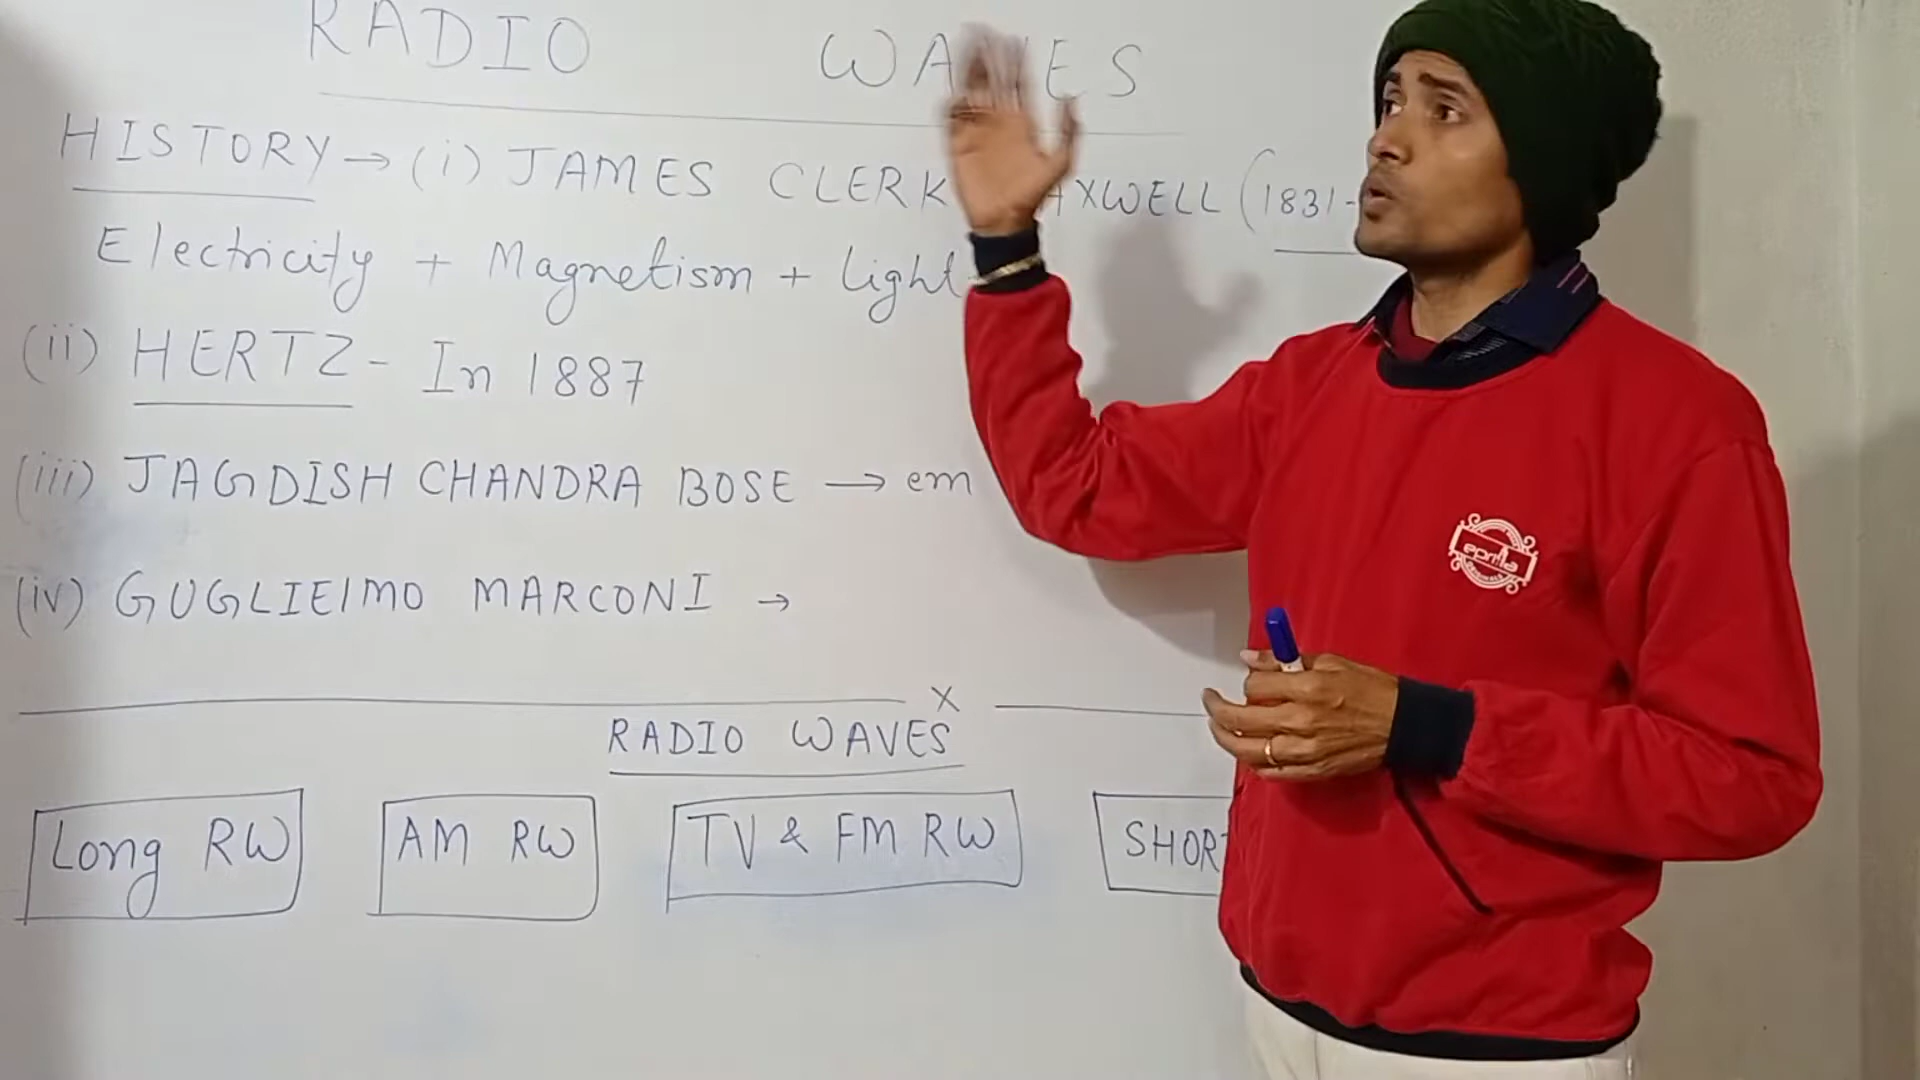 RADIO WAVES
HISTORY → (i) JAMES CLERK MAXWELL (1831-
Electricity + Magnetism + Light
(ii) HERTZ - In 1887
(iii) JAGDISH CHANDRA BOSE → em
(iv) GUGLIEIMO MARCONI →
x
RADIO WAVES
Long RW
AM RW
TV & FM RW
SHORT
ORIGINALS